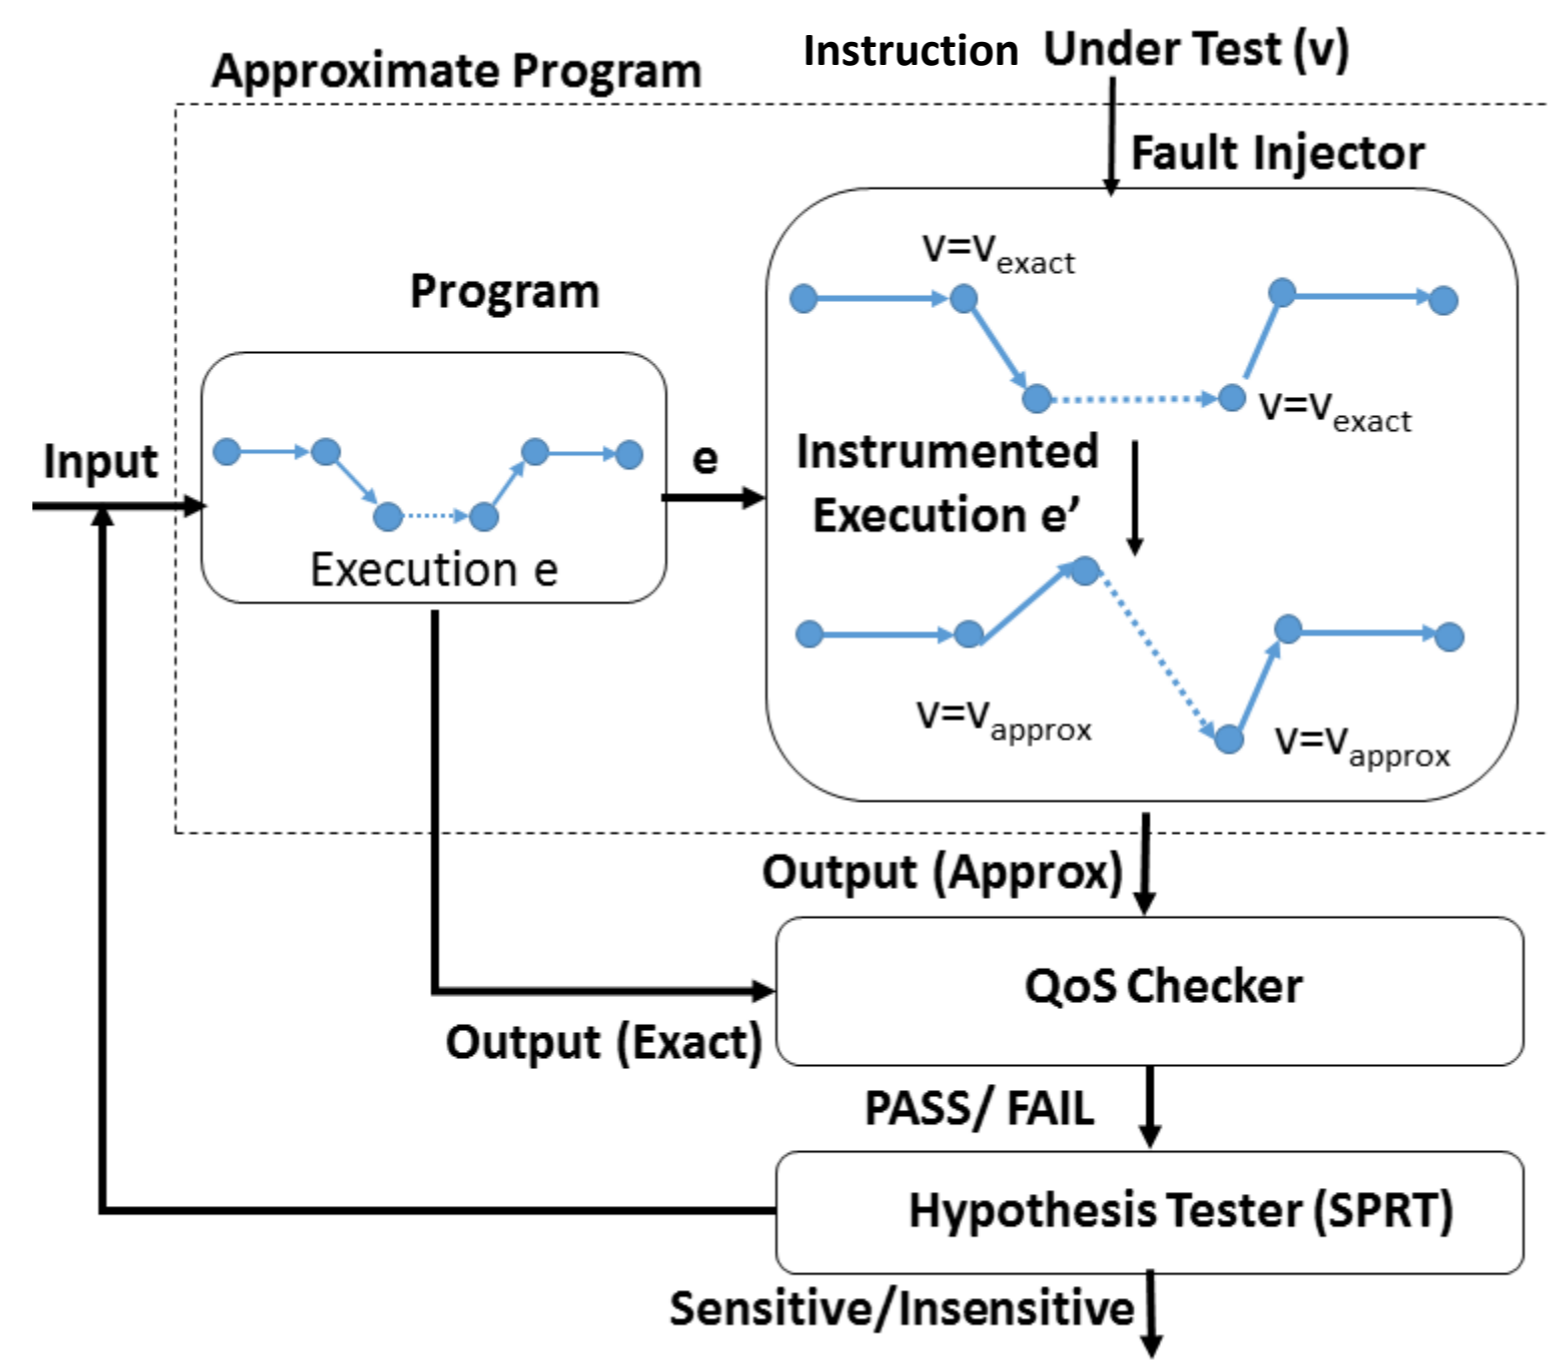 Instruction Under Test (v)
Approximate Program
Fault Injector
V=Vexact
Program
V=Vexact
Input
e
Instrumented
Execution e’
Execution e
V=Vapprox
V=Vapprox
Output (Approx)
QoS Checker
Output (Exact)
PASS/ FAIL
Hypothesis Tester (SPRT)
Sensitive/Insensitive